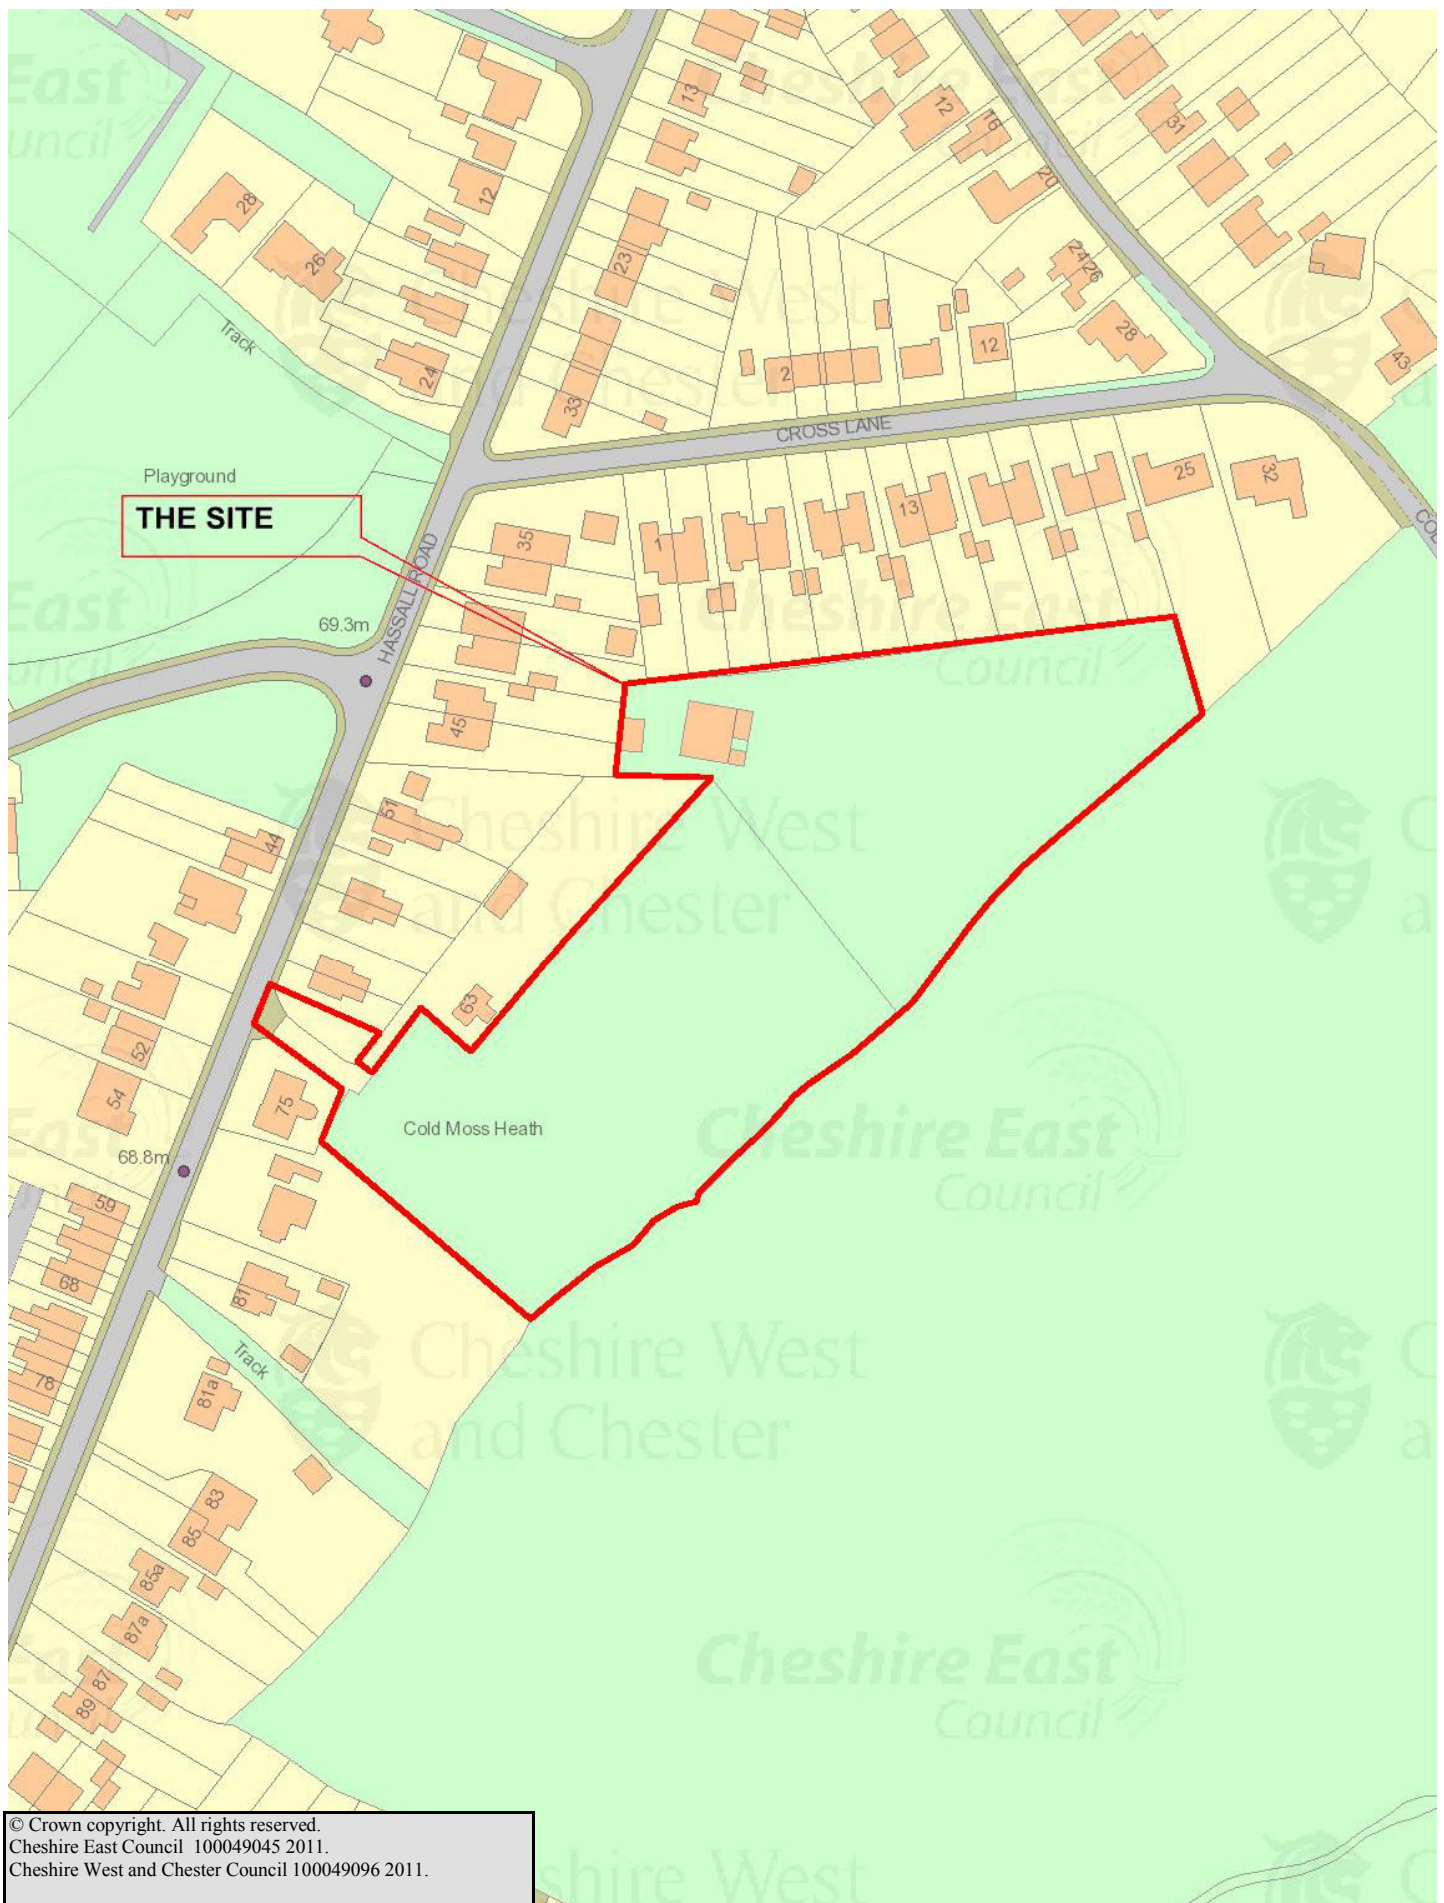 13
12
16
31
20
28
12
26
23
24 26
Track
28
12
43
24
2
33
CROSS LANE
Playground
THE SITE
25
32
13
35
1
COL
HASSALL ROAD
69.3m
45
51
44
63
52
75
54
Cold Moss Heath
68.8m
59
68
81
Track
78
81a
83
85
85a
87a
87
89
© Crown copyright. All rights reserved.
Cheshire East Council 100049045 2011.
Cheshire West and Chester Council 100049096 2011.
Cheshire East
Council
Cheshire West
and Chester